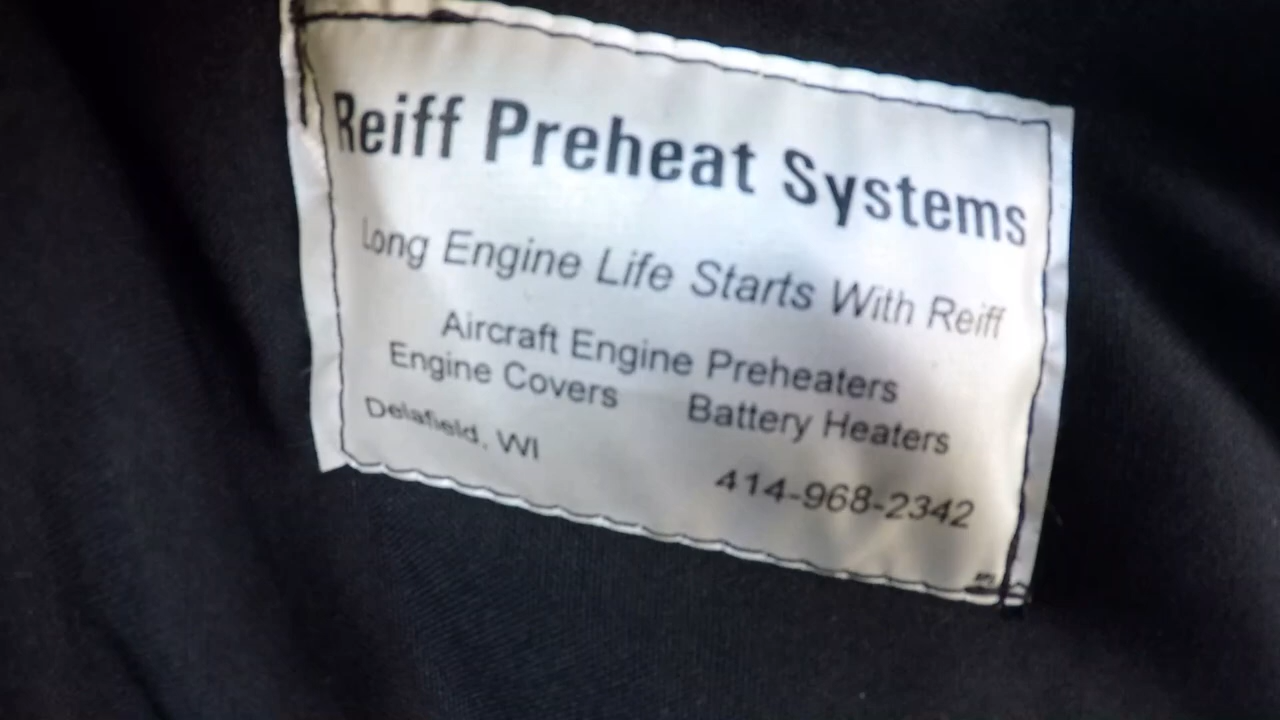 Reiff Preheat Systems
Long Engine Life Starts With Reiff
Aircraft Engine Preheaters
Engine Covers Battery Heaters
Delafield, WI
414-968-2342